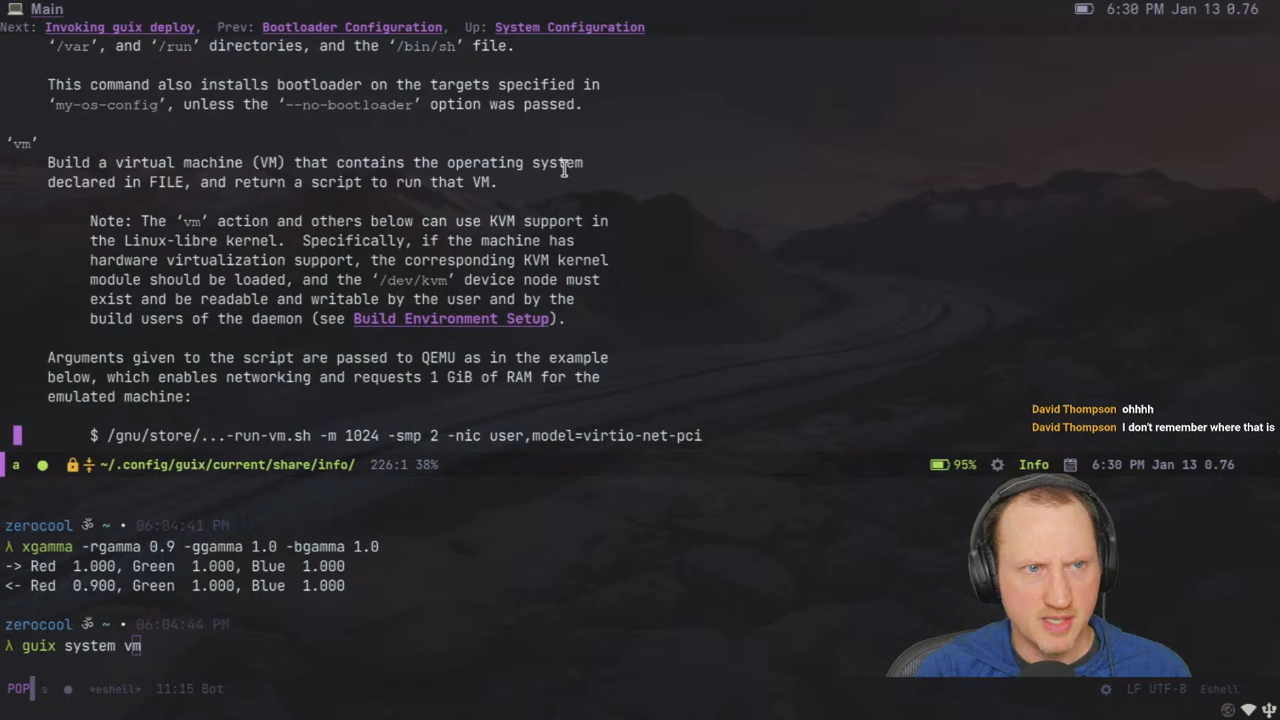 Main
6:30 PM Jan 13 0.76
Next: Invoking guix deploy, Prev: Bootloader Configuration, Up: System Configuration
‘/var’, and ‘/run’ directories, and the ‘/bin/sh’ file.
This command also installs bootloader on the targets specified in
‘my-os-config’, unless the ‘--no-bootloader’ option was passed.
‘vm’
Build a virtual machine (VM) that contains the operating system
declared in FILE, and return a script to run that VM.
Note: The ‘vm’ action and others below can use KVM support in
the Linux-libre kernel. Specifically, if the machine has
hardware virtualization support, the corresponding KVM kernel
module should be loaded, and the ‘/dev/kvm’ device node must
exist and be readable and writable by the user and by the
build users of the daemon (see Build Environment Setup).
Arguments given to the script are passed to QEMU as in the example
below, which enables networking and requests 1 GiB of RAM for the
emulated machine:
$ /gnu/store/...-run-vm.sh -m 1024 -smp 2 -nic user,model=virtio-net-pci
David Thompson ohhhh
David Thompson I don't remember where that is
a ~/.config/guix/current/share/info/ 226:1 38% 95% Info 6:30 PM Jan 13 0.76
zerocool ॐ ~ • 06:04:41 PM
λ xgamma -rgamma 0.9 -ggamma 1.0 -bgamma 1.0
-> Red 1.000, Green 1.000, Blue 1.000
<- Red 0.900, Green 1.000, Blue 1.000
zerocool ॐ ~ • 06:04:44 PM
λ guix system vm
POP s *eshell* 11:15 Bot LF UTF-8 Eshell